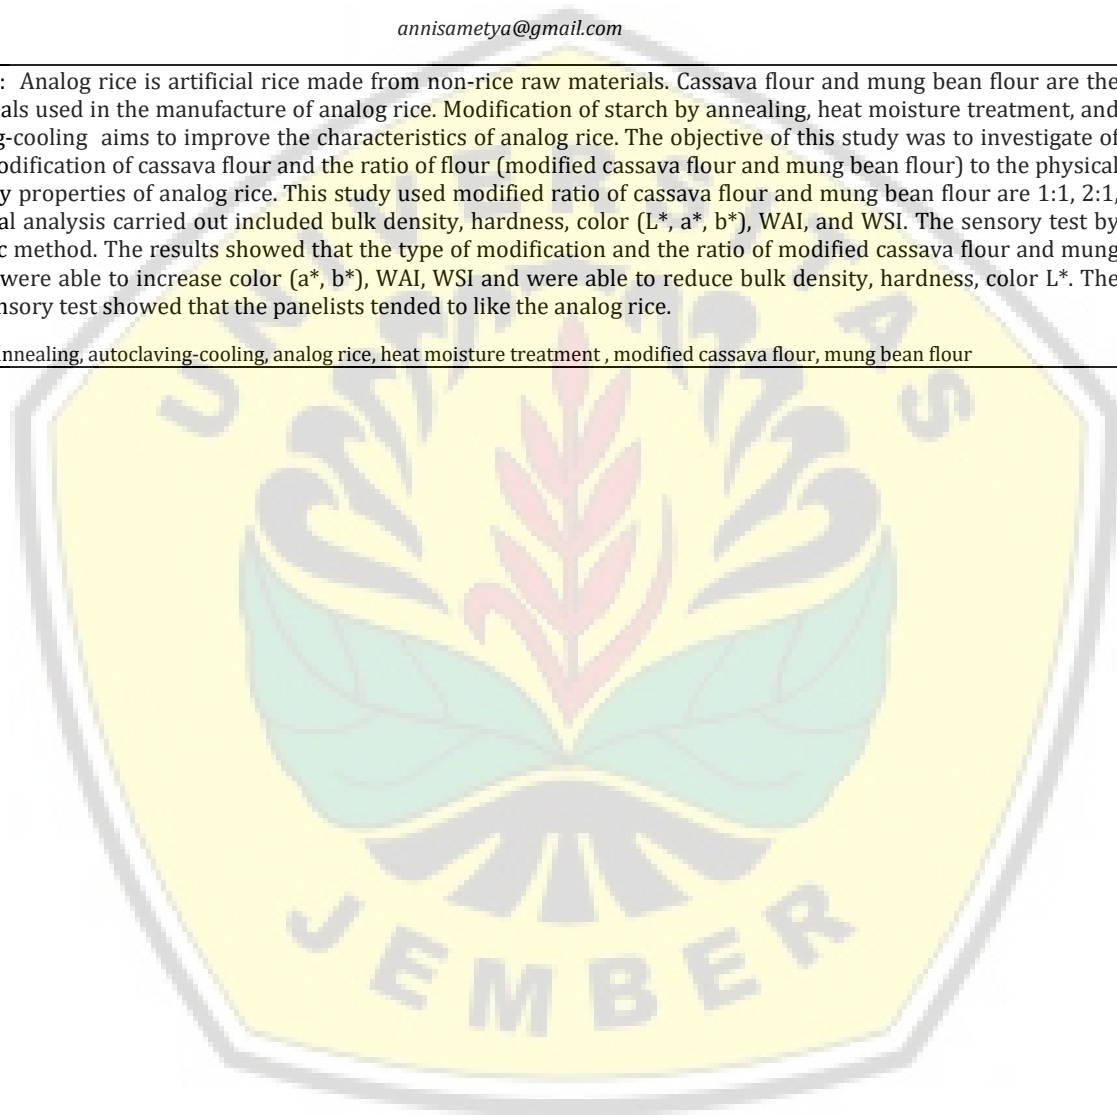 annisametya@gmail.com
: Analog rice is artificial rice made from non-rice raw materials. Cassava flour and mung bean flour are the
als used in the manufacture of analog rice. Modification of starch by annealing, heat moisture treatment, and
g-cooling aims to improve the characteristics of analog rice. The objective of this study was to investigate of
odification of cassava flour and the ratio of flour (modified cassava flour and mung bean flour) to the physical
y properties of analog rice. This study used modified ratio of cassava flour and mung bean flour are 1:1, 2:1,
al analysis carried out included bulk density, hardness, color (L*, a*, b*), WAI, and WSI. The sensory test by
c method. The results showed that the type of modification and the ratio of modified cassava flour and mung
were able to increase color (a*, b*), WAI, WSI and were able to reduce bulk density, hardness, color L*. The
nsory test showed that the panelists tended to like the analog rice.
nnealing, autoclaving-cooling, analog rice, heat moisture treatment , modified cassava flour, mung bean flour
UNIVERSITAS
JEMBER